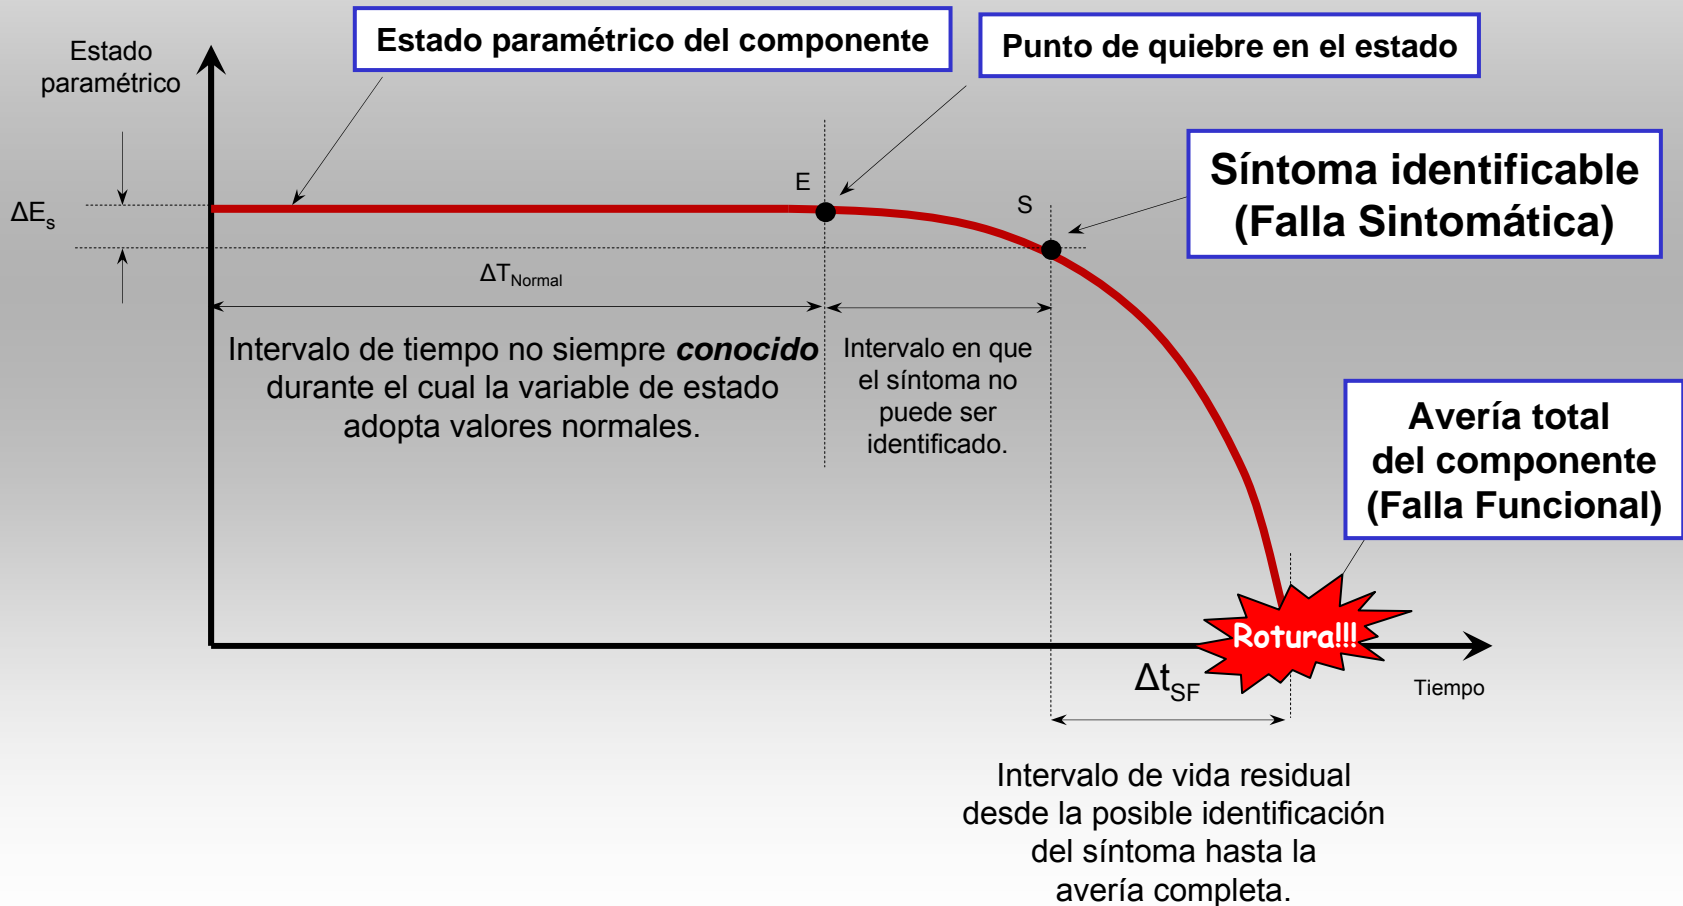 Estado
paramétrico
Estado paramétrico del componente
Punto de quiebre en el estado
E
S
Síntoma identificable
(Falla Sintomática)
ΔEs
ΔTNormal
Intervalo de tiempo no siempre conocido
durante el cual la variable de estado
adopta valores normales.
Intervalo en que
el síntoma no
puede ser
identificado.
Avería total
del componente
(Falla Funcional)
Rotura!!!
ΔtSF
Tiempo
Intervalo de vida residual
desde la posible identificación
del síntoma hasta la
avería completa.